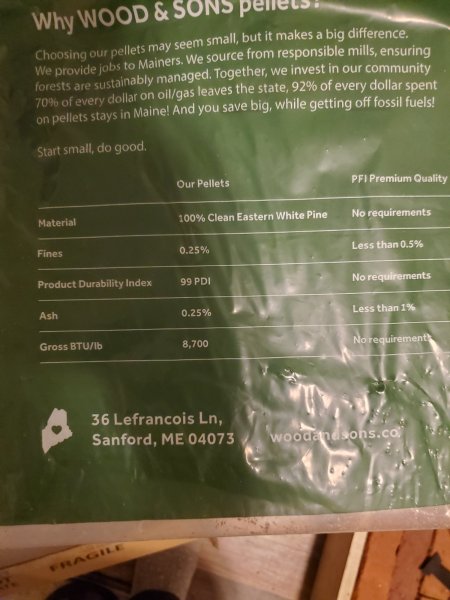 Why WOOD & SONS pellets?
Choosing our pellets may seem small, but it makes a big difference.
We provide jobs to Mainers. We source from responsible mills, ensuring
forests are sustainably managed. Together, we invest in our community
70% of every dollar on oil/gas leaves the state, 92% of every dollar spent
on pellets stays in Maine! And you save big, while getting off fossil fuels!
Start small, do good.
Our Pellets PFI Premium Quality
Material 100% Clean Eastern White Pine No requirements
Fines 0.25% Less than 0.5%
Product Durability Index 99 PDI No requirements
Ash 0.25% Less than 1%
Gross BTU/lb 8,700 No requirements
36 Lefrancois Ln,
Sanford, ME 04073 woodandsons.co
FRAGILE